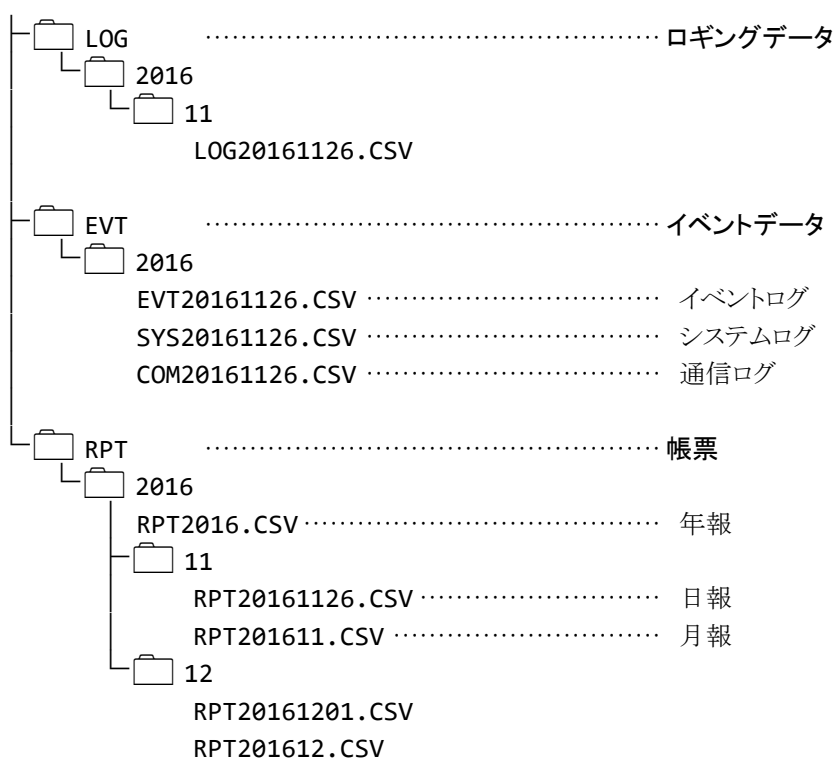 LOG ロギングデータ
2016
11
LOG20161126.CSV
EVT イベントデータ
2016
EVT20161126.CSV イベントログ
SYS20161126.CSV システムログ
COM20161126.CSV 通信ログ
RPT 帳票
2016
RPT2016.CSV 年報
11
RPT20161126.CSV 日報
RPT201611.CSV 月報
12
RPT20161201.CSV
RPT201612.CSV